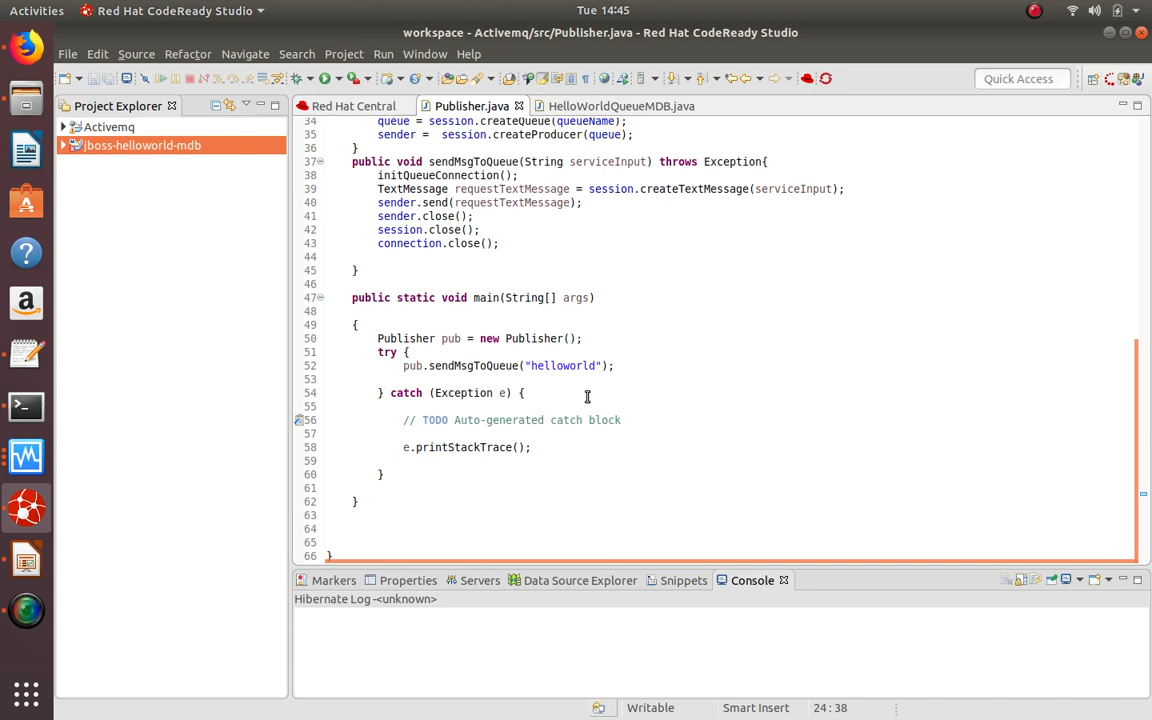 Activities Red Hat CodeReady Studio Tue 14:45
workspace - Activemq/src/Publisher.java - Red Hat CodeReady Studio
File Edit Source Refactor Navigate Search Project Run Window Help
Quick Access
Project Explorer
Activemq
jboss-helloworld-mdb
Red Hat Central Publisher.java HelloWorldQueueMDB.java
34 queue = session.createQueue(queueName);
35 sender = session.createProducer(queue);
36 }
37 public void sendMsgToQueue(String serviceInput) throws Exception{
38 initQueueConnection();
39 TextMessage requestTextMessage = session.createTextMessage(serviceInput);
40 sender.send(requestTextMessage);
41 sender.close();
42 session.close();
43 connection.close();
44
45 }
46
47 public static void main(String[] args)
48
49 {
50 Publisher pub = new Publisher();
51 try {
52 pub.sendMsgToQueue("helloworld");
53
54 } catch (Exception e) {
55
56 // TODO Auto-generated catch block
57
58 e.printStackTrace();
59
60 }
61
62 }
63
64
65
66 }
Markers Properties Servers Data Source Explorer Snippets Console
Hibernate Log -<unknown>
Writable Smart Insert 24:38